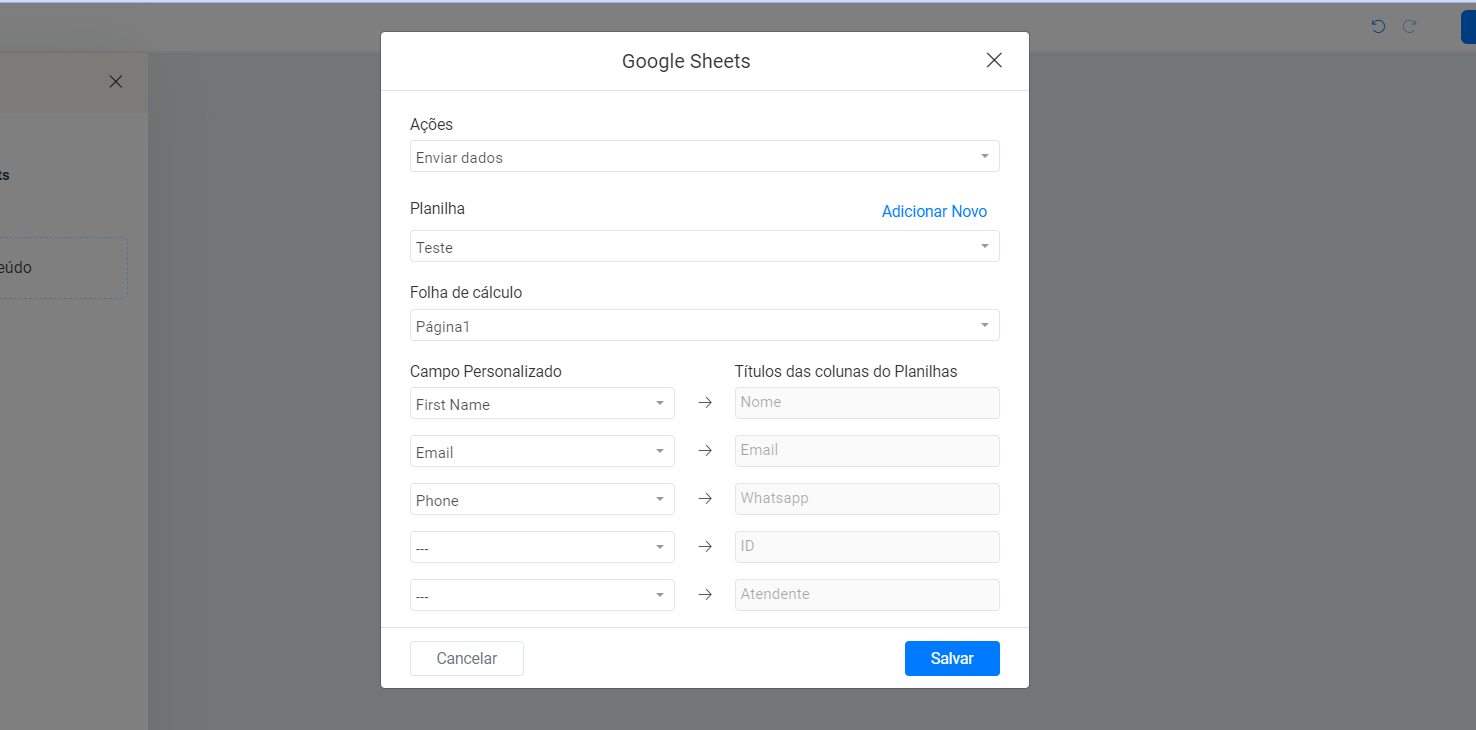 Google Sheets
Ações
Enviar dados
Planilha
Adicionar Novo
Teste
Folha de cálculo
Página1
Campo Personalizado
Títulos das colunas do Planilhas
First Name → Nome
Email → Email
Phone → Whatsapp
--- → ID
--- → Atendente
Cancelar
Salvar
ts
eúdo